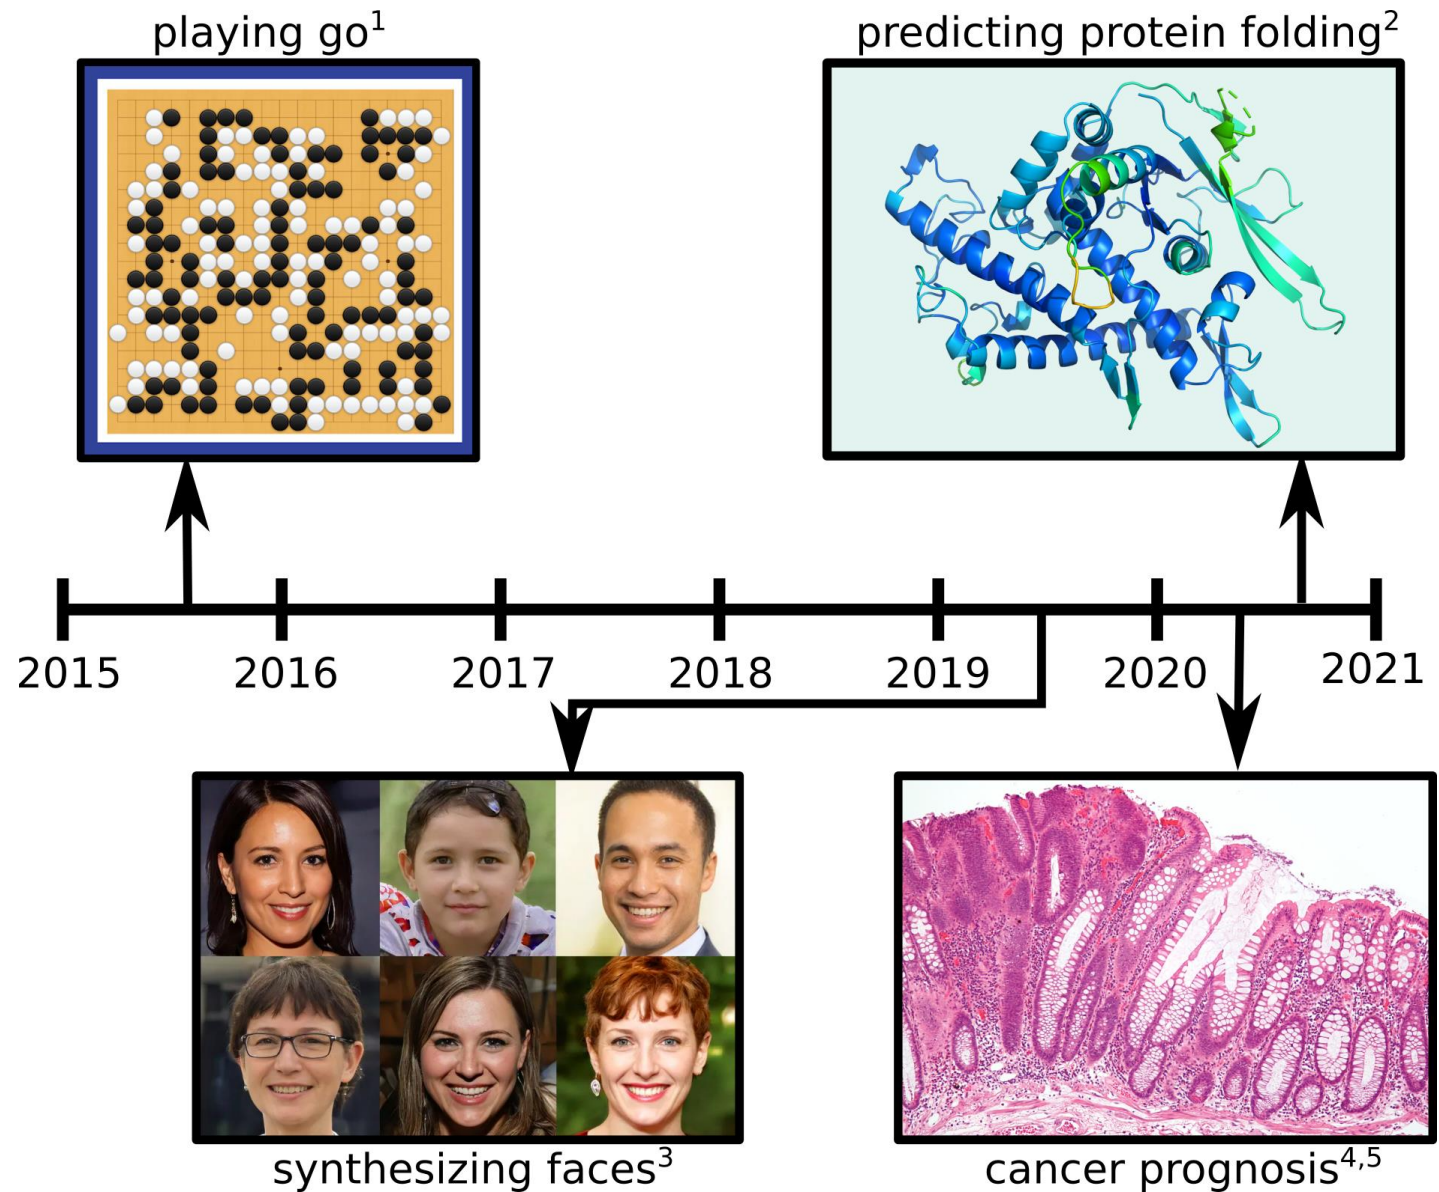 playing go¹
predicting protein folding²
2015 2016 2017 2018 2019 2020 2021
synthesizing faces³
cancer prognosis⁴,⁵